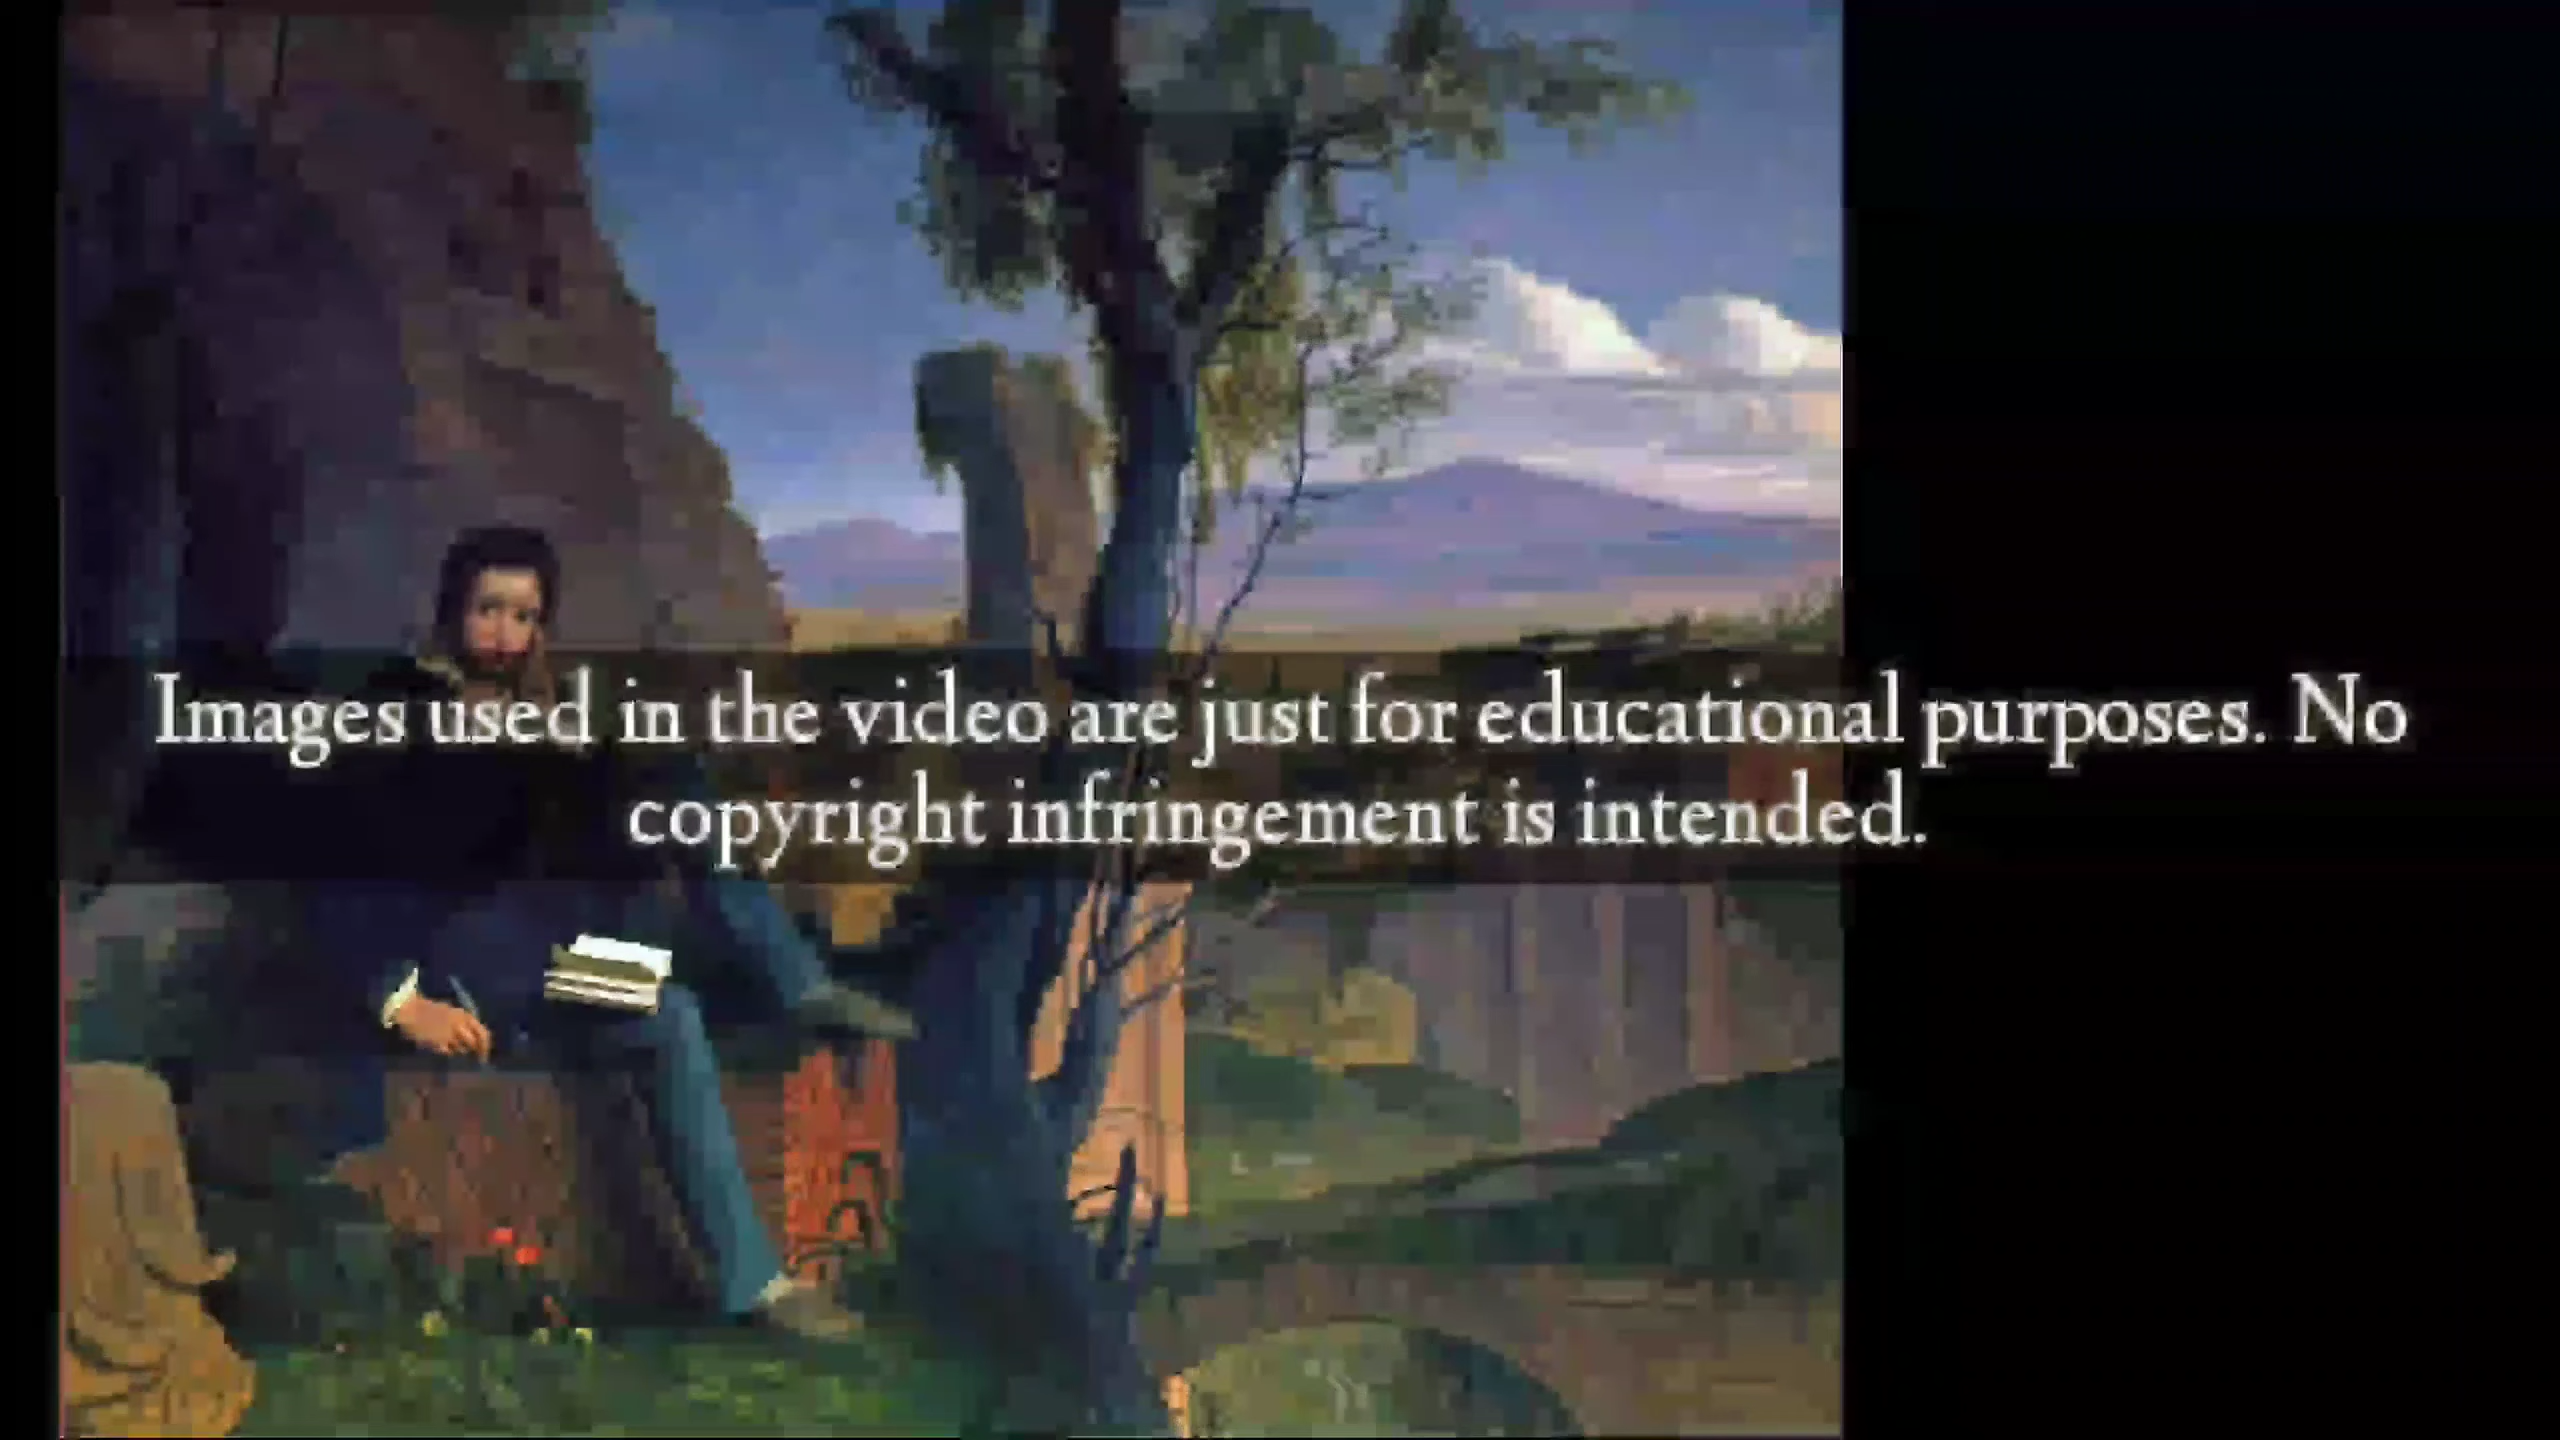 Images used in the video are just for educational purposes. No
copyright infringement is intended.